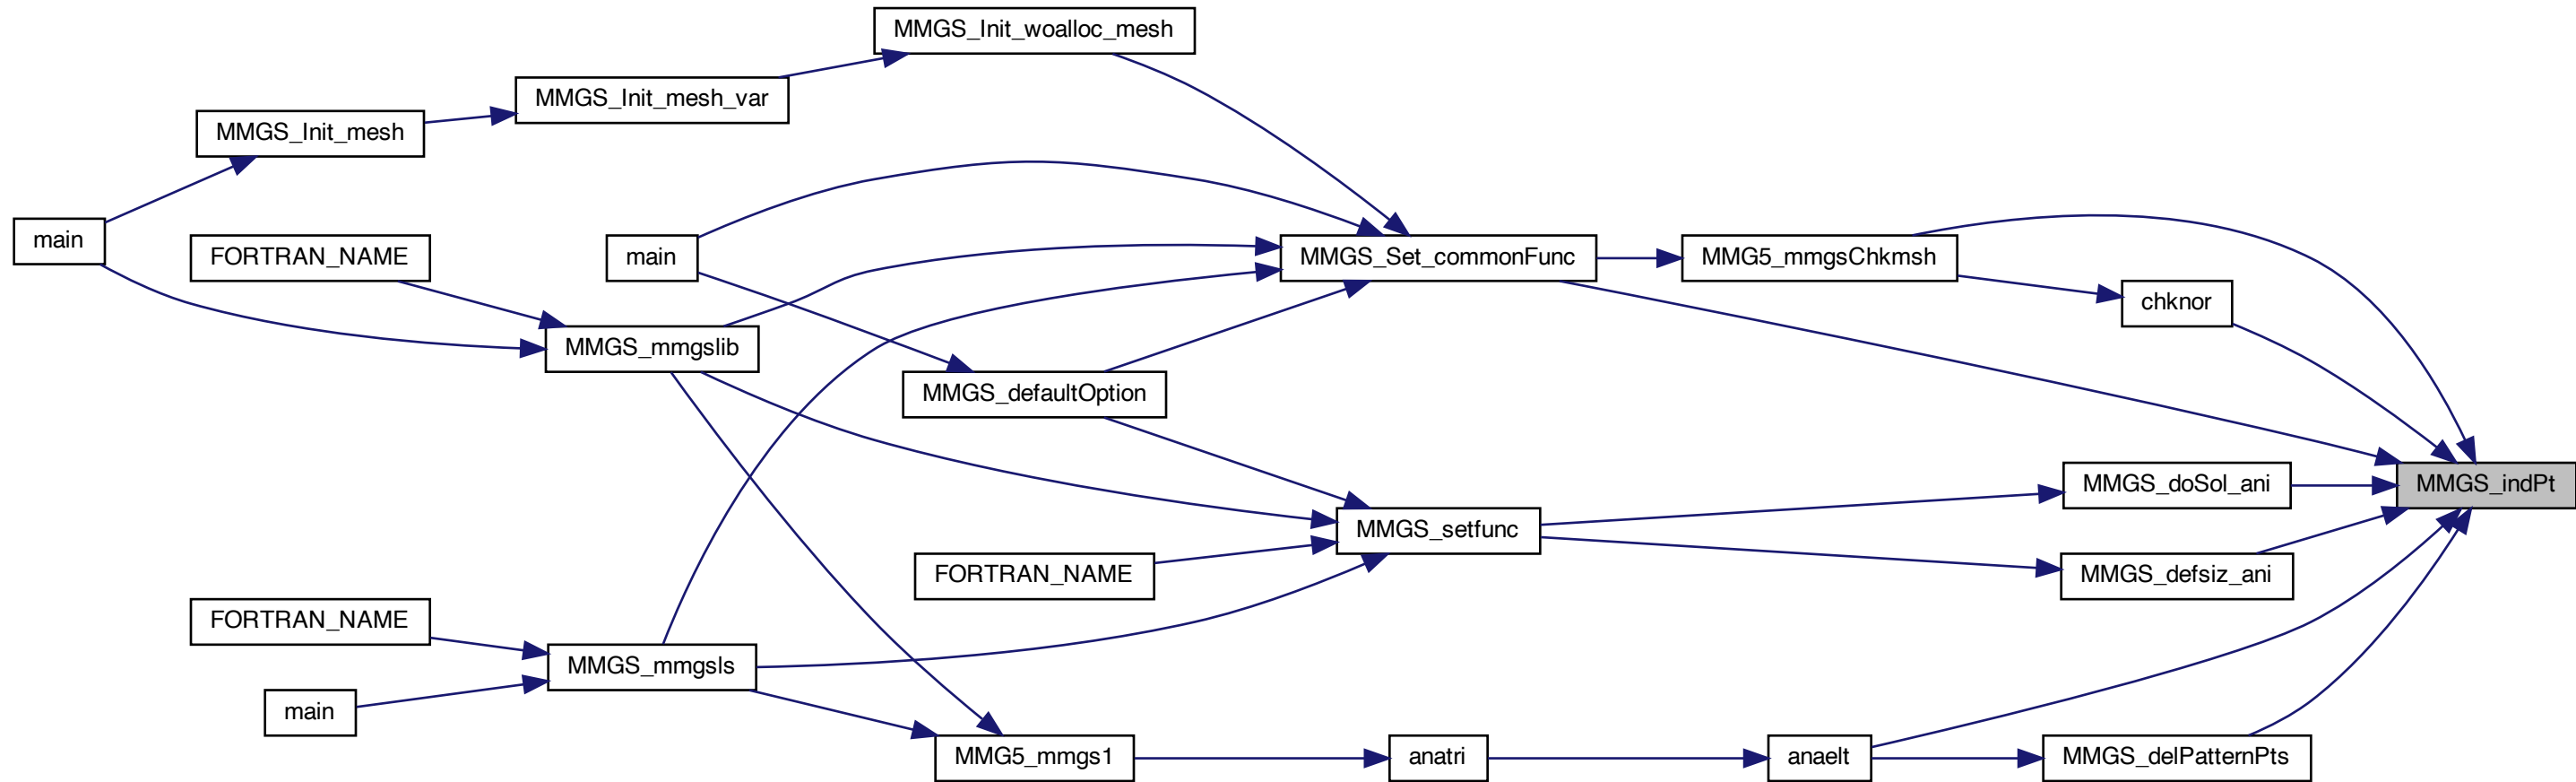 MMGS_Init_woalloc_mesh
MMGS_Init_mesh_var
MMGS_Init_mesh
main
FORTRAN_NAME
main
MMGS_Set_commonFunc
MMG5_mmgsChkmsh
chknor
MMGS_mmgslib
MMGS_defaultOption
MMGS_doSol_ani
MMGS_indPt
MMGS_setfunc
FORTRAN_NAME
MMGS_defsiz_ani
FORTRAN_NAME
MMGS_mmgsls
main
MMG5_mmgs1
anatri
anaelt
MMGS_delPatternPts